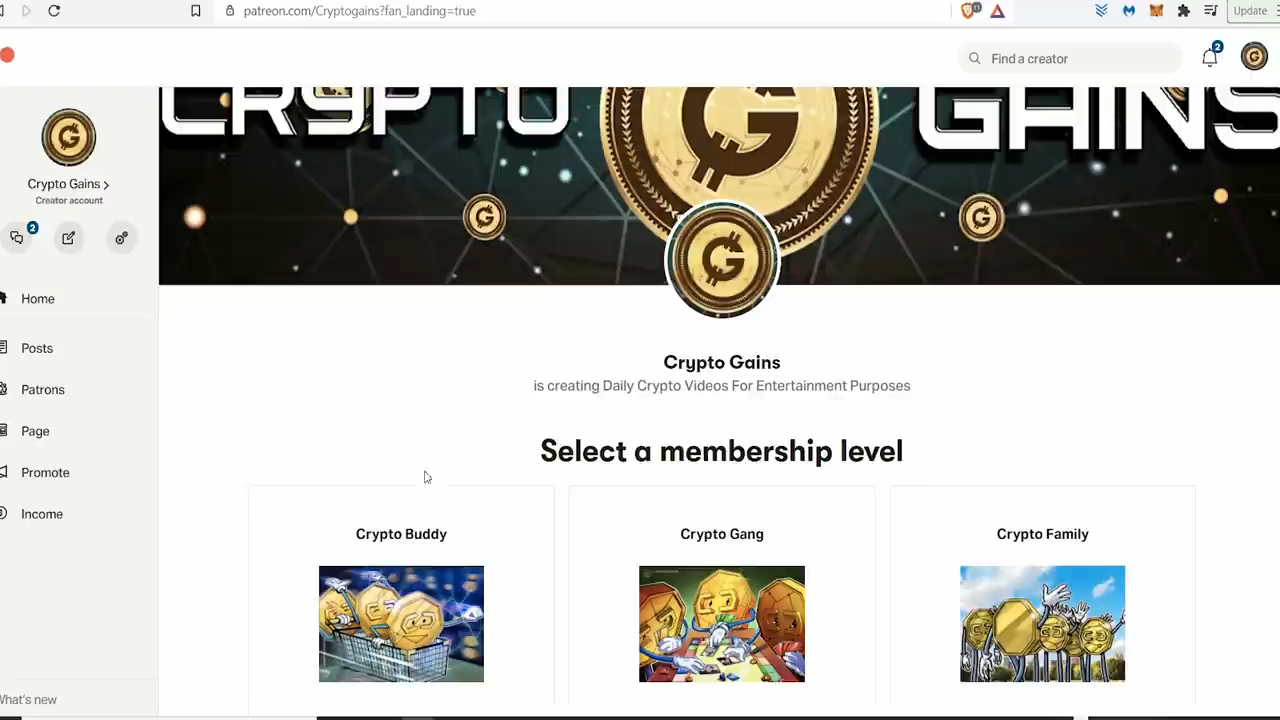 patreon.com/Cryptogains?fan_landing=true
11
Update
Find a creator
2
CRYPTO G GAINS
G
G
G
G
G
Crypto Gains
Creator account
2
Home
Posts
Patrons
Page
Promote
Income
What's new
Crypto Gains
is creating Daily Crypto Videos For Entertainment Purposes
Select a membership level
Crypto Buddy
Crypto Gang
Crypto Family